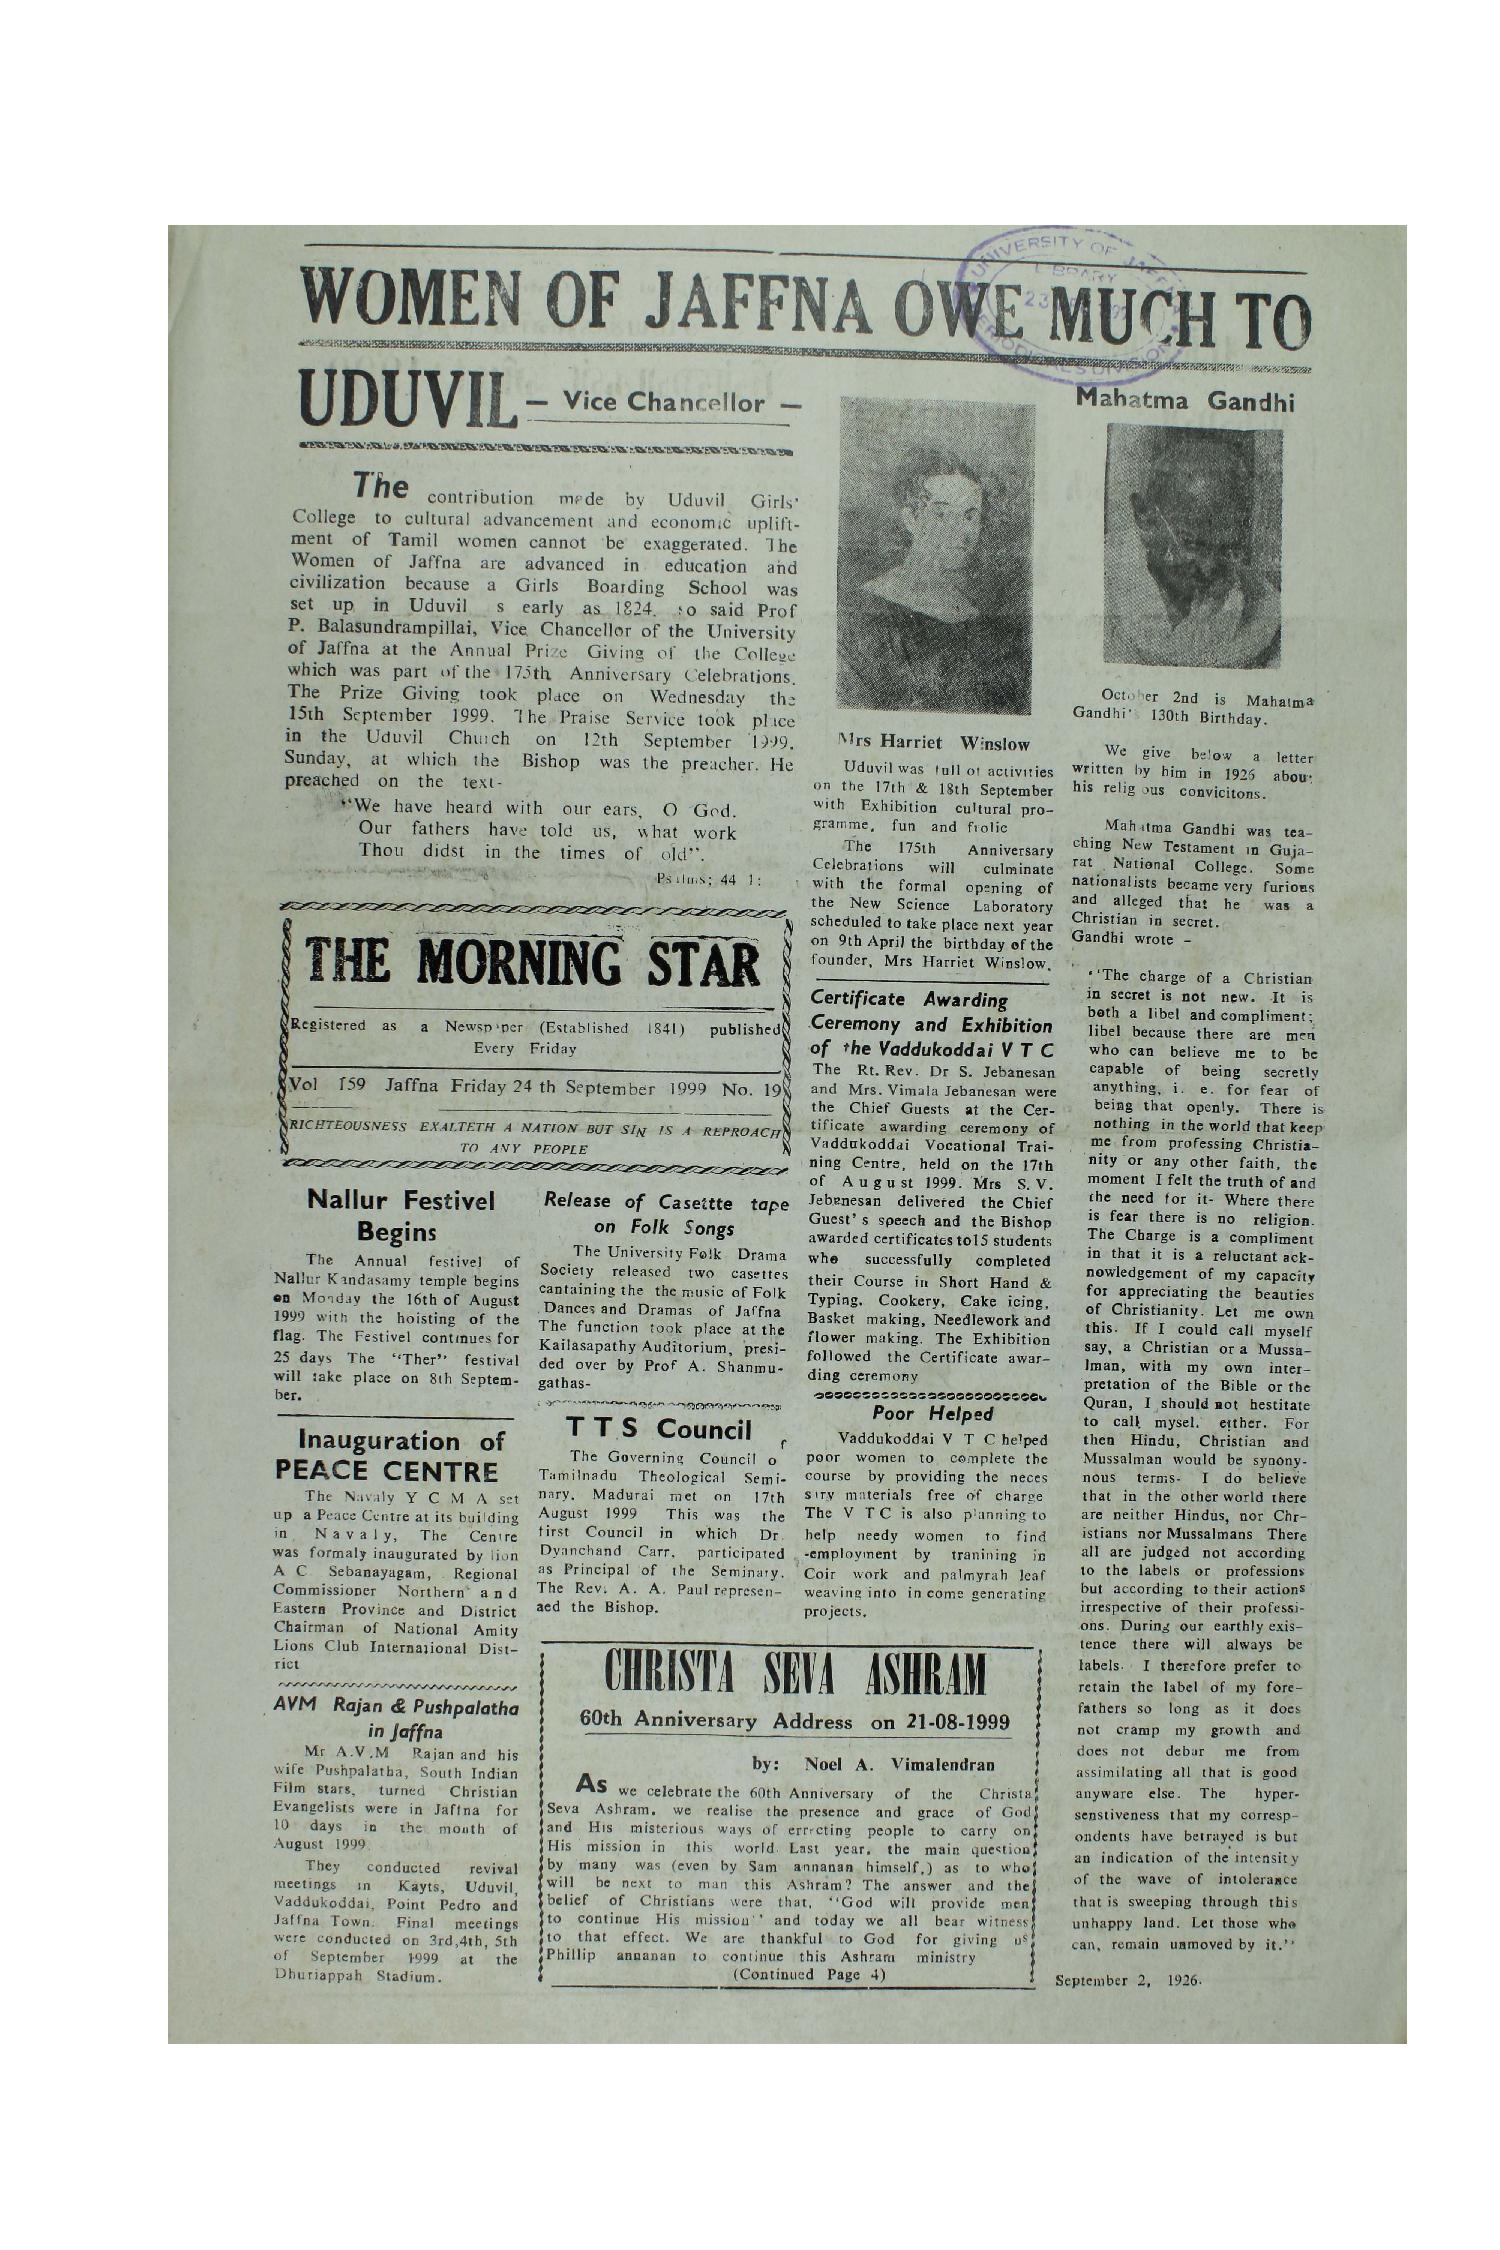 WOMEN OF JAFFNA OWE MUCH TO
UDUVIL — Vice Chancellor —
The contribution made by Uduvil Girls'
College to cultural advancement and economic uplift-
ment of Tamil women cannot be exaggerated. The
Women of Jaffna are advanced in education and
civilization because a Girls Boarding School was
set up in Uduvil s early as 1824. so said Prof
P. Balasundrampillai, Vice Chancellor of the University
of Jaffna at the Annual Prize Giving of the College
which was part of the 175th Anniversary Celebrations.
The Prize Giving took place on Wednesday the
15th September 1999. The Praise Service took place
in the Uduvil Church on 12th September 1999.
Sunday, at which the Bishop was the preacher. He
preached on the text-
"We have heard with our ears, O God.
Our fathers have told us, what work
Thou didst in the times of old".
Psalms; 44 1:
THE MORNING STAR
Registered as a Newspaper (Established 1841) published
Every Friday
Vol 159 Jaffna Friday 24 th September 1999 No. 19
RICHTEOUSNESS EXALTETH A NATION BUT SIN IS A REPROACH
TO ANY PEOPLE
Nallur Festivel
Begins
The Annual festivel of
Nallur Kandasamy temple begins
on Monday the 16th of August
1999 with the hoisting of the
flag. The Festivel continues for
25 days The "Ther" festival
will take place on 8th Septem-
ber.
Inauguration of
PEACE CENTRE
The Navaly Y C M A set
up a Peace Centre at its building
in Navaly, The Centre
was formaly inaugurated by lion
A C Sebanayagam, Regional
Commissioner Northern and
Eastern Province and District
Chairman of National Amity
Lions Club International Dist-
rict
AVM Rajan & Pushpalatha
in Jaffna
Mr A.V.M Rajan and his
wife Pushpalatha, South Indian
Film stars, turned Christian
Evangelists were in Jaffna for
10 days in the month of
August 1999
They conducted revival
meetings in Kayts, Uduvil,
Vaddukoddai, Point Pedro and
Jaffna Town. Final meetings
were conducted on 3rd,4th, 5th
of September 1999 at the
Dhuriappah Stadium.
Release of Casettte tape
on Folk Songs
The University Folk Drama
Society released two casettes
cantaining the the music of Folk
Dances and Dramas of Jaffna
The function took place at the
Kailasapathy Auditorium, presi-
ded over by Prof A. Shanmu-
gathas-
TTS Council
The Governing Council of
Tamilnadu Theological Semi-
nary, Madurai met on 17th
August 1999 This was the
first Council in which Dr.
Dyanchand Carr, participated
as Principal of the Seminary.
The Rev. A. A. Paul represen-
aed the Bishop.
Mrs Harriet Winslow
Uduvil was full of activities
on the 17th & 18th September
with Exhibition cultural pro-
gramme, fun and frolic
The 175th Anniversary
Celebrations will culminate
with the formal opening of
the New Science Laboratory
scheduled to take place next year
on 9th April the birthday of the
founder, Mrs Harriet Winslow.
Certificate Awarding
Ceremony and Exhibition
of the Vaddukoddai V T C
The Rt. Rev. Dr S. Jebanesan
and Mrs. Vimala Jebanesan were
the Chief Guests at the Cer-
tificate awarding ceremony of
Vaddukoddai Vocational Trai-
ning Centre, held on the 17th
of August 1999. Mrs S. V.
Jebanesan delivered the Chief
Guest's speech and the Bishop
awarded certificates to15 students
who successfully completed
their Course in Short Hand &
Typing, Cookery, Cake icing,
Basket making, Needlework and
flower making. The Exhibition
followed the Certificate awar-
ding ceremony
Poor Helped
Vaddukoddai V T C helped
poor women to complete the
course by providing the neces
sary materials free of charge
The V T C is also planning to
help needy women to find
-employment by tranining in
Coir work and palmyrah leaf
weaving into in come generating
projects.
CHRISTA SEVA ASHRAM
60th Anniversary Address on 21-08-1999
by: Noel A. Vimalendran
As we celebrate the 60th Anniversary of the Christa
Seva Ashram, we realise the presence and grace of God
and His misterious ways of errecting people to carry on
His mission in this world. Last year, the main question
by many was (even by Sam annanan himself,) as to who
will be next to man this Ashram? The answer and the
belief of Christians were that, "God will provide men
to continue His mission" and today we all bear witness
to that effect. We are thankful to God for giving us
Phillip annanan to continue this Ashram ministry
(Continued Page 4)
Mahatma Gandhi
October 2nd is Mahatma
Gandhi' 130th Birthday.
We give below a letter
written by him in 1926 about
his religious convicitons.
Mahatma Gandhi was tea-
ching New Testament in Guja-
rat National College. Some
nationalists became very furious
and alleged that he was a
Christian in secret.
Gandhi wrote -
"The charge of a Christian
in secret is not new. It is
both a libel and compliment;
libel because there are men
who can believe me to be
capable of being secretly
anything, i. e. for fear of
being that openly. There is
nothing in the world that keep
me from professing Christia-
nity or any other faith, the
moment I felt the truth of and
the need for it- Where there
is fear there is no religion.
The Charge is a compliment
in that it is a reluctant ack-
nowledgement of my capacity
for appreciating the beauties
of Christianity. Let me own
this. If I could call myself
say, a Christian or a Mussa-
lman, with my own inter-
pretation of the Bible or the
Quran, I should not hestitate
to call mysel. either. For
then Hindu, Christian and
Mussalman would be synony-
nous terms- I do believe
that in the other world there
are neither Hindus, nor Chr-
istians nor Mussalmans There
all are judged not according
to the labels or professions
but according to their actions
irrespective of their professi-
ons. During our earthly exis-
tence there will always be
labels. I therefore prefer to
retain the label of my fore-
fathers so long as it does
not cramp my growth and
does not debar me from
assimilating all that is good
anyware else. The hyper-
senstiveness that my corresp-
ondents have betrayed is but
an indication of the intensity
of the wave of intolerance
that is sweeping through this
unhappy land. Let those who
can, remain unmoved by it."
September 2, 1926.
UNIVERSITY OF JAFFNA
LIBRARY
PERIODICALS DIVISION